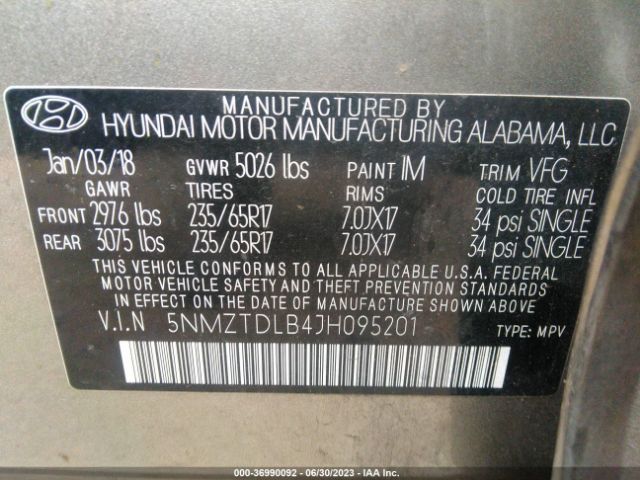 MANUFACTURED BY
HYUNDAI MOTOR MANUFACTURING ALABAMA, LLC
Jan/03/18 GVWR 5026 lbs PAINT IM TRIM VFG
GAWR TIRES RIMS COLD TIRE INFL
FRONT 2976 lbs 235/65R17 7.0JX17 34 psi SINGLE
REAR 3075 lbs 235/65R17 7.0JX17 34 psi SINGLE
THIS VEHICLE CONFORMS TO ALL APPLICABLE U.S.A. FEDERAL
MOTOR VEHICLE SAFETY, BUMPER, AND THEFT PREVENTION
STANDARDS IN EFFECT ON THE DATE OF MANUFACTURE SHOWN ABOVE.
V.I.N 5NMZTDLB4JH095201 TYPE: MPV
000-36990092 - 06/30/2023 - IAA Inc.